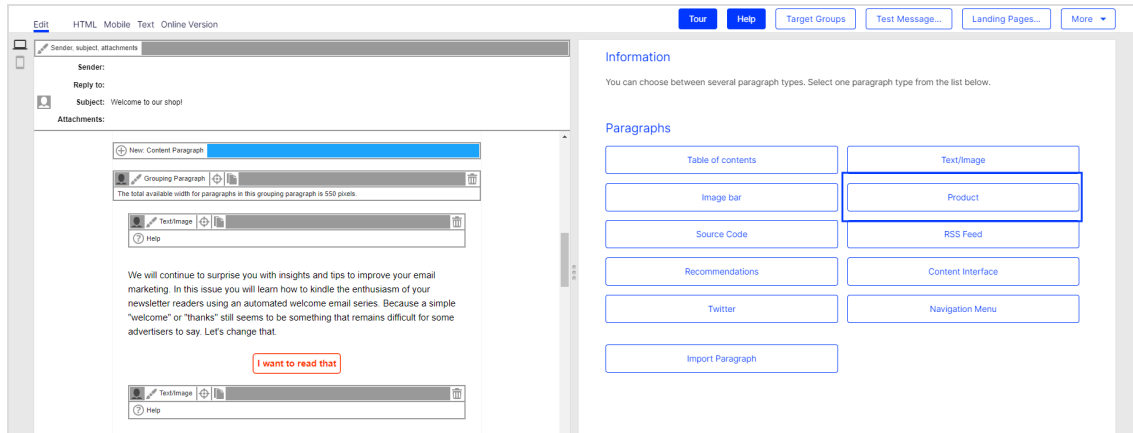 Edit HTML Mobile Text Online Version
Tour Help Target Groups Test Message... Landing Pages... More
Sender, subject, attachments
Sender:
Reply to:
Subject: Welcome to our shop!
Attachments:
New: Content Paragraph
Grouping Paragraph
The total available width for paragraphs in this grouping paragraph is 550 pixels.
Text/Image
Help
We will continue to surprise you with insights and tips to improve your email
marketing. In this issue you will learn how to kindle the enthusiasm of your
newsletter readers using an automated welcome email series. Because a simple
"welcome" or "thanks" still seems to be something that remains difficult for some
advertisers to say. Let's change that.
I want to read that
Text/Image
Help
Information
You can choose between several paragraph types. Select one paragraph type from the list below.
Paragraphs
Table of contents Text/Image
Image bar Product
Source Code RSS Feed
Recommendations Content Interface
Twitter Navigation Menu
Import Paragraph